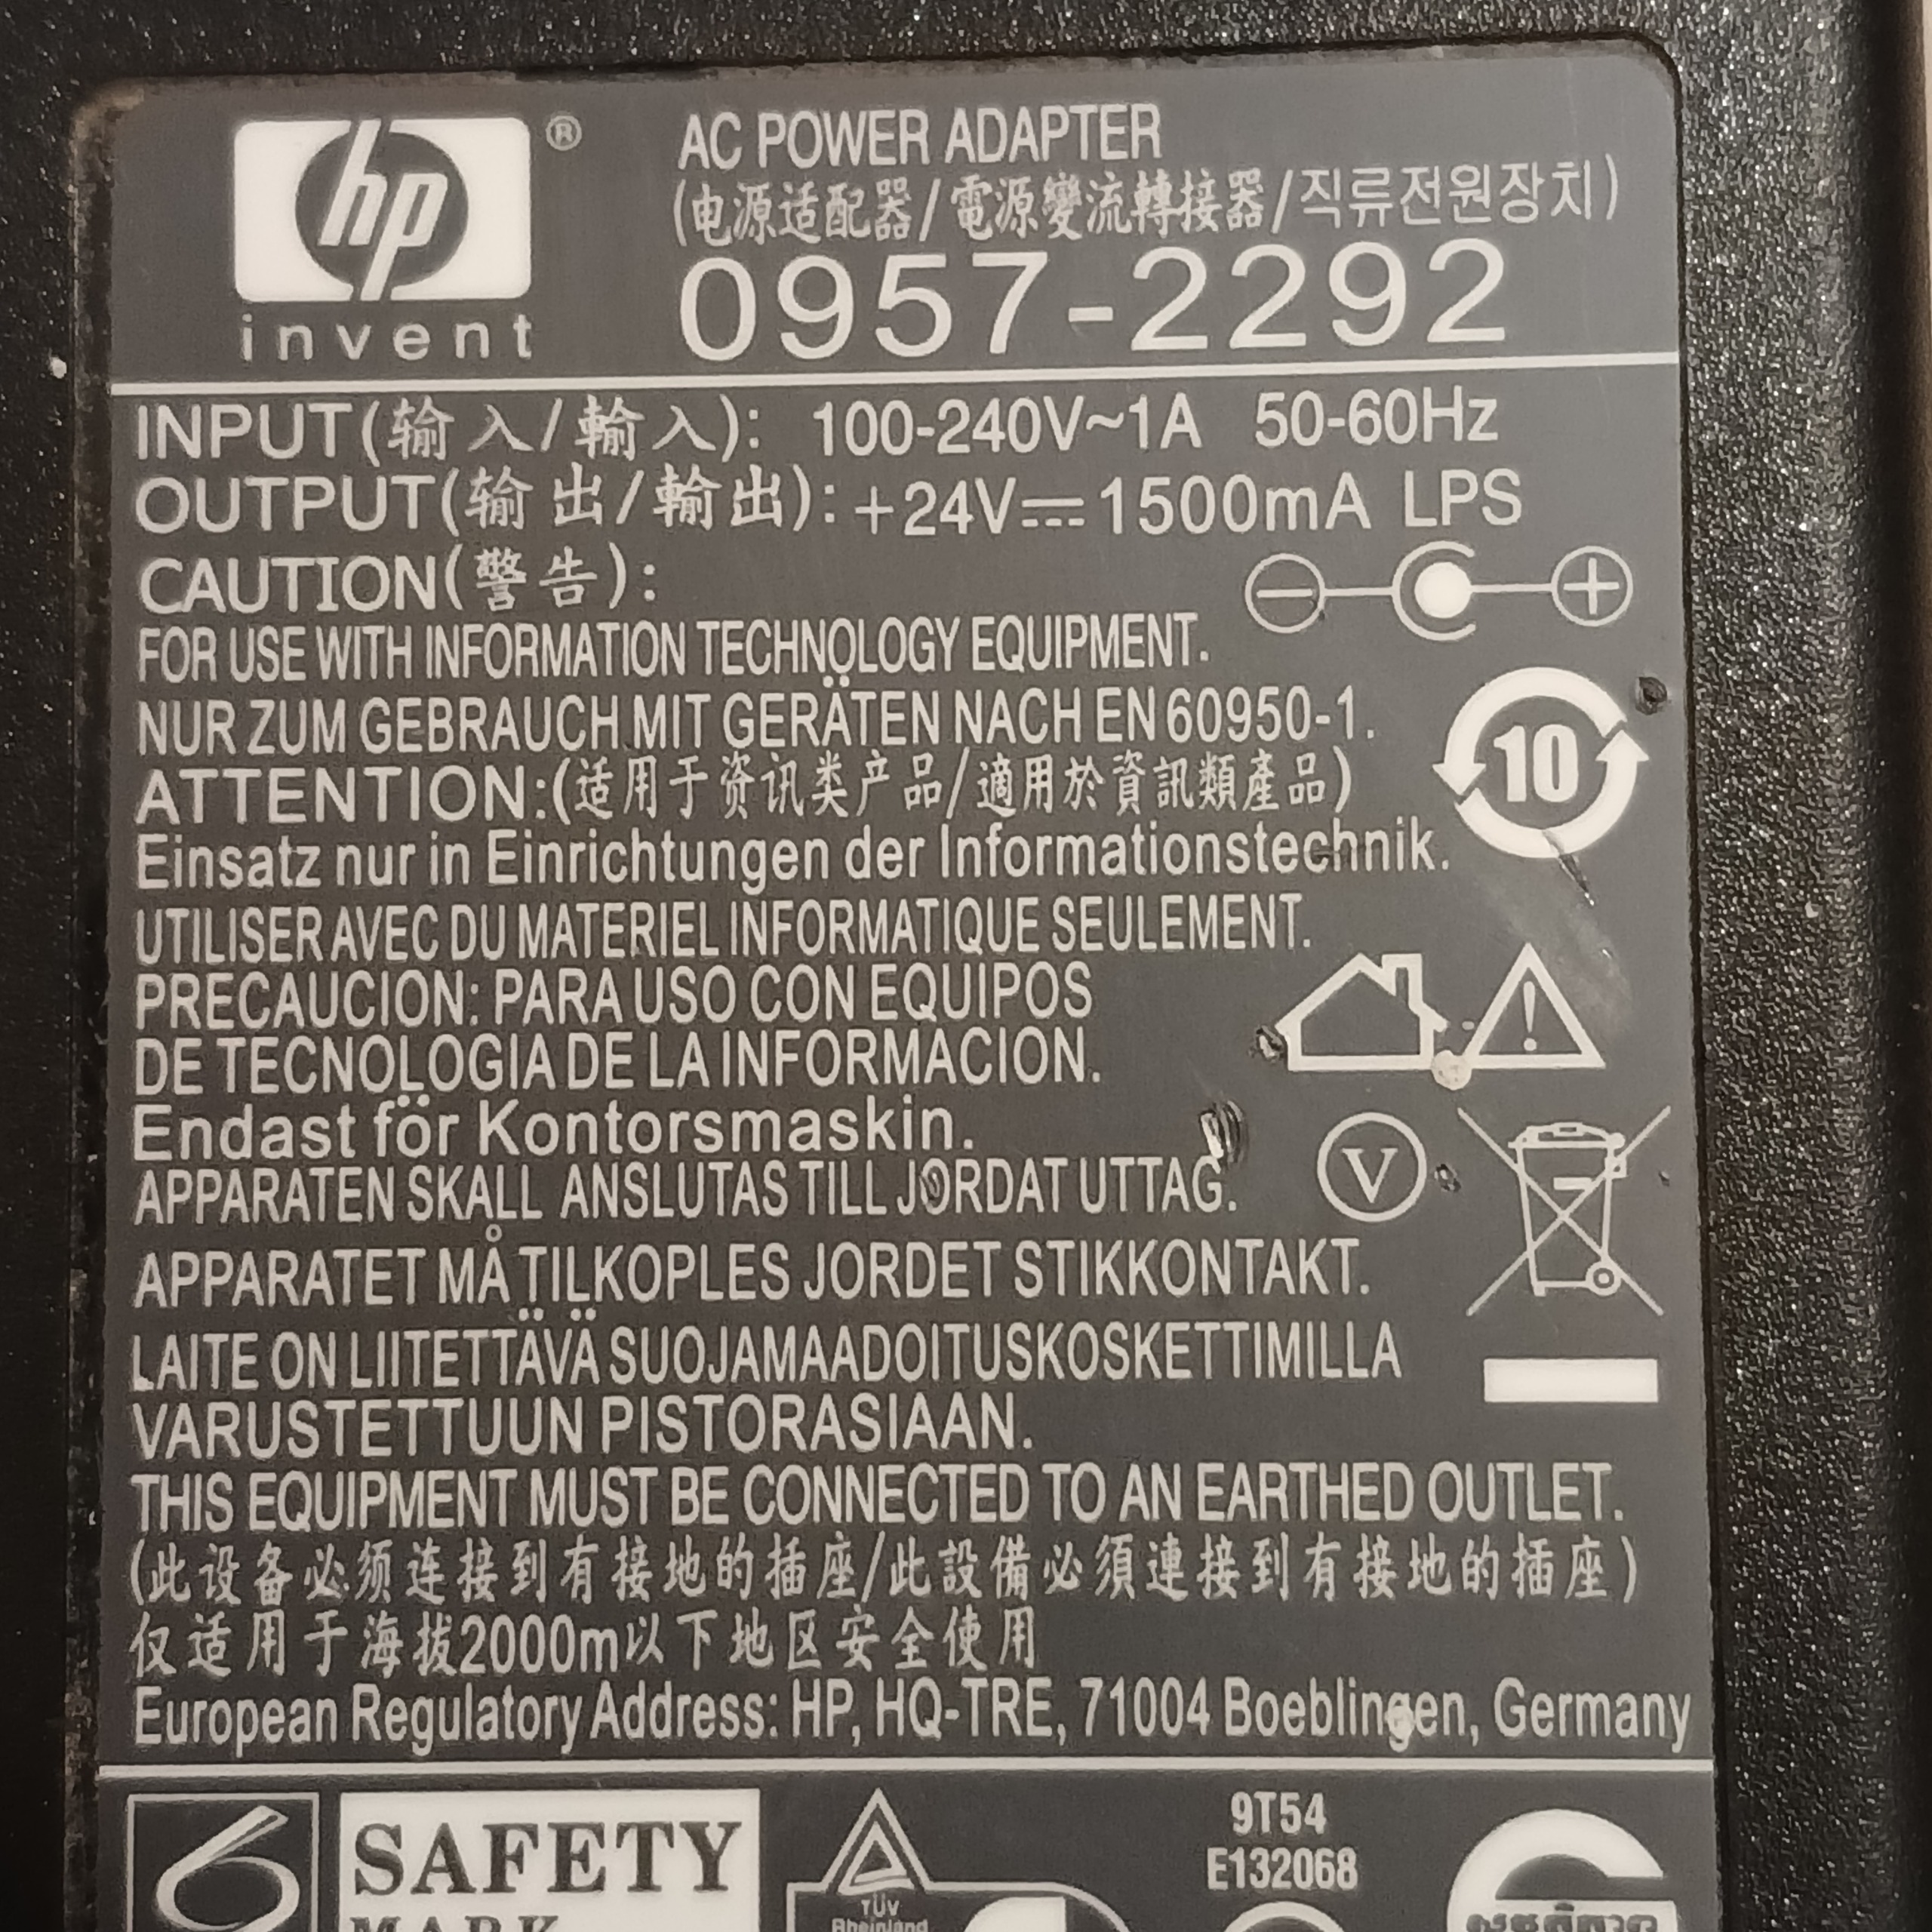 hp ®
invent
AC POWER ADAPTER
(电源适配器/電源變流轉接器/직류전원장치)
0957-2292
INPUT(输入/輸入): 100-240V~1A 50-60Hz
OUTPUT(输出/輸出): +24V⎓1500mA LPS
CAUTION(警告):
FOR USE WITH INFORMATION TECHNOLOGY EQUIPMENT.
NUR ZUM GEBRAUCH MIT GERÄTEN NACH EN 60950-1.
10
ATTENTION:(适用于资讯类产品/適用於資訊類產品)
Einsatz nur in Einrichtungen der Informationstechnik.
UTILISER AVEC DU MATERIEL INFORMATIQUE SEULEMENT.
PRECAUCION: PARA USO CON EQUIPOS
DE TECNOLOGIA DE LA INFORMACION.
Endast för Kontorsmaskin.
V
APPARATEN SKALL ANSLUTAS TILL JORDAT UTTAG.
APPARATET MÅ TILKOPLES JORDET STIKKONTAKT.
LAITE ON LIITETTÄVÄ SUOJAMAADOITUSKOSKETTIMILLA
VARUSTETTUUN PISTORASIAAN.
THIS EQUIPMENT MUST BE CONNECTED TO AN EARTHED OUTLET.
(此设备必须连接到有接地的插座/此設備必須連接到有接地的插座)
仅适用于海拔2000m以下地区安全使用
European Regulatory Address: HP, HQ-TRE, 71004 Boeblingen, Germany
SAFETY
MARK
TÜV
Rheinland
9T54
E132068